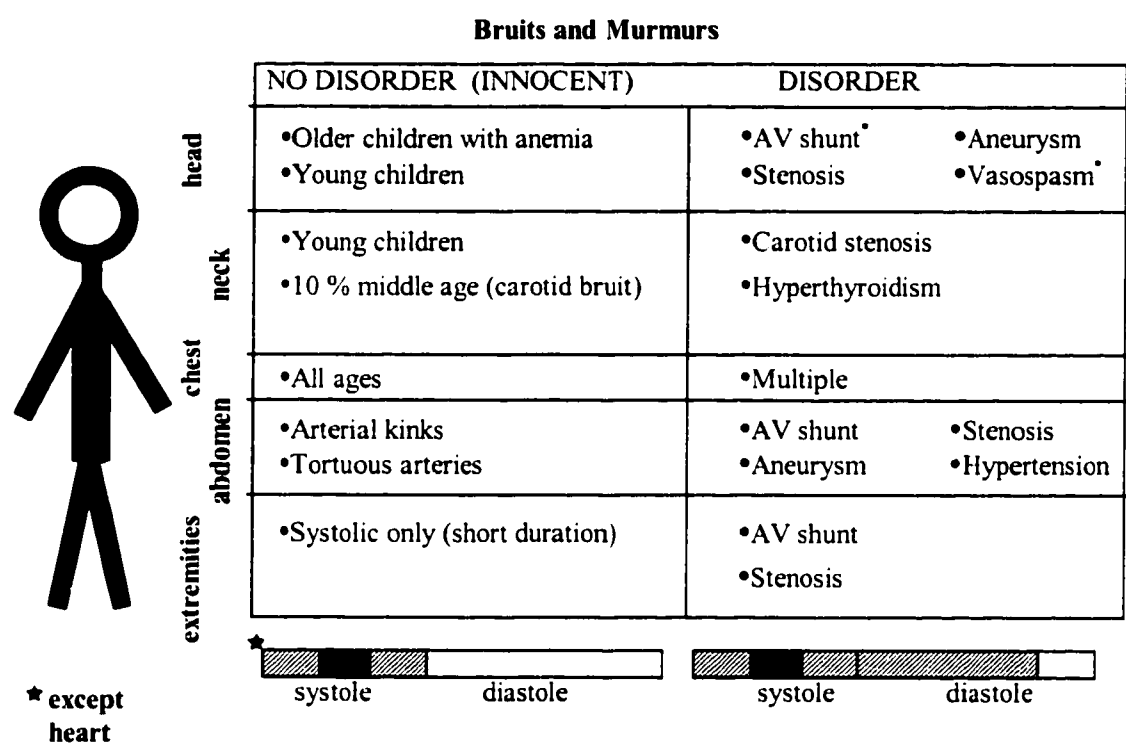 Bruits and Murmurs
NO DISORDER (INNOCENT) DISORDER
head
•Older children with anemia •AV shunt* •Aneurysm
•Young children •Stenosis •Vasospasm*
neck
•Young children •Carotid stenosis
•10 % middle age (carotid bruit) •Hyperthyroidism
chest
•All ages •Multiple
abdomen
•Arterial kinks •AV shunt •Stenosis
•Tortuous arteries •Aneurysm •Hypertension
extremities
•Systolic only (short duration) •AV shunt
•Stenosis
★
systole diastole systole diastole
★ except
heart